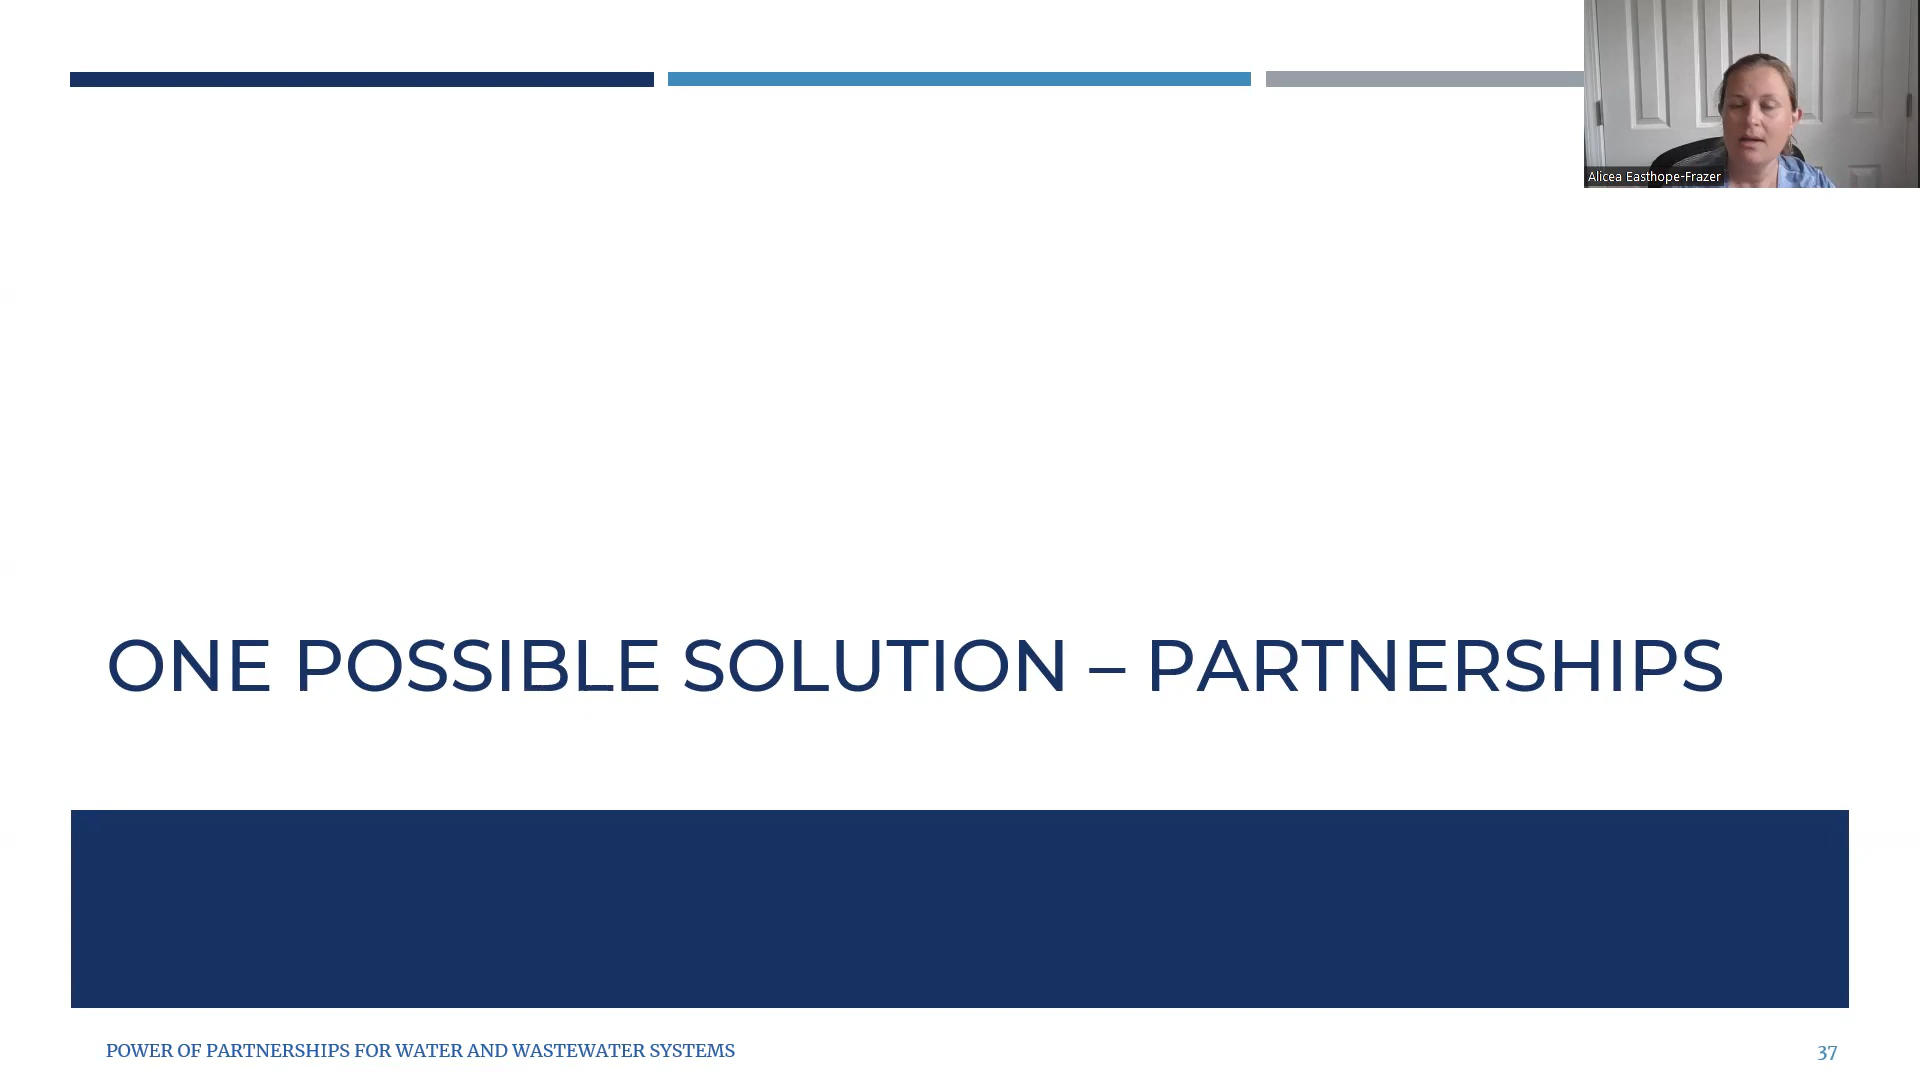 Alicea Easthope-Frazer
ONE POSSIBLE SOLUTION – PARTNERSHIPS
POWER OF PARTNERSHIPS FOR WATER AND WASTEWATER SYSTEMS
37